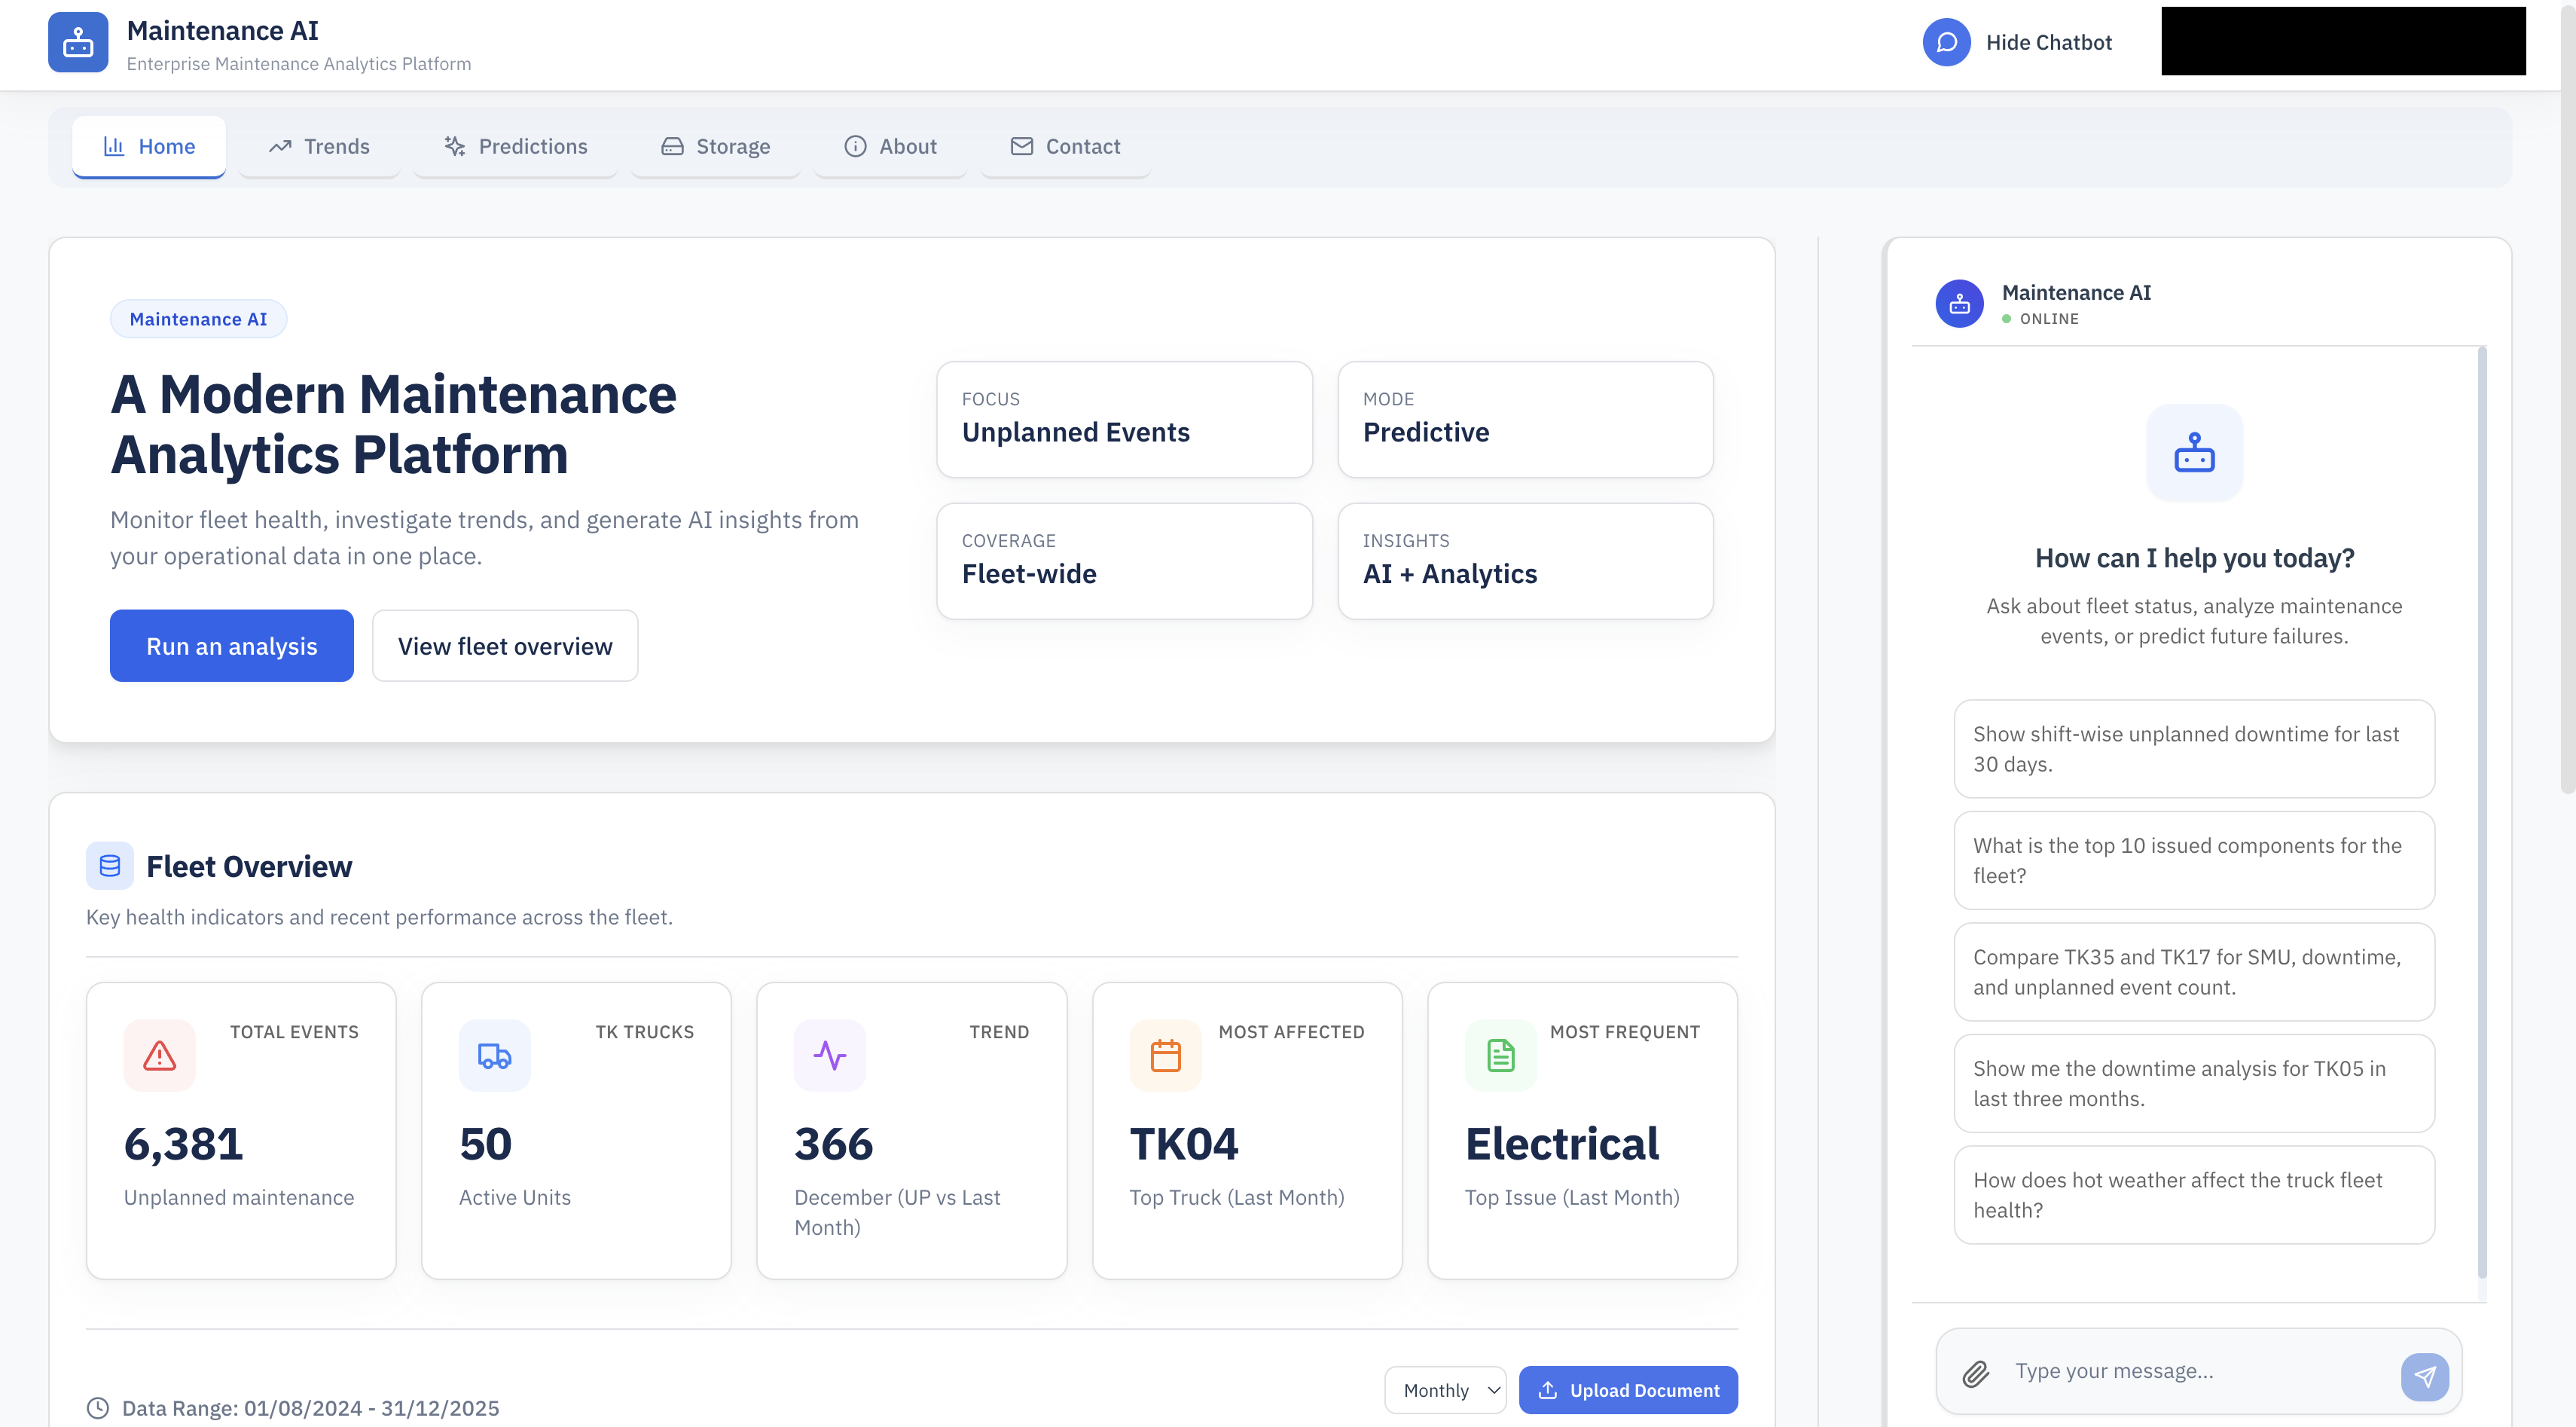 Maintenance AI
Enterprise Maintenance Analytics Platform
Hide Chatbot
Home
Trends
Predictions
Storage
About
Contact
Maintenance AI
A Modern Maintenance
Analytics Platform
Monitor fleet health, investigate trends, and generate AI insights from
your operational data in one place.
Run an analysis
View fleet overview
FOCUS
Unplanned Events
MODE
Predictive
COVERAGE
Fleet-wide
INSIGHTS
AI + Analytics
Fleet Overview
Key health indicators and recent performance across the fleet.
TOTAL EVENTS
6,381
Unplanned maintenance
TK TRUCKS
50
Active Units
TREND
366
December (UP vs Last
Month)
MOST AFFECTED
TK04
Top Truck (Last Month)
MOST FREQUENT
Electrical
Top Issue (Last Month)
Data Range: 01/08/2024 - 31/12/2025
Monthly
Upload Document
Maintenance AI
ONLINE
How can I help you today?
Ask about fleet status, analyze maintenance
events, or predict future failures.
Show shift-wise unplanned downtime for last
30 days.
What is the top 10 issued components for the
fleet?
Compare TK35 and TK17 for SMU, downtime,
and unplanned event count.
Show me the downtime analysis for TK05 in
last three months.
How does hot weather affect the truck fleet
health?
Type your message...